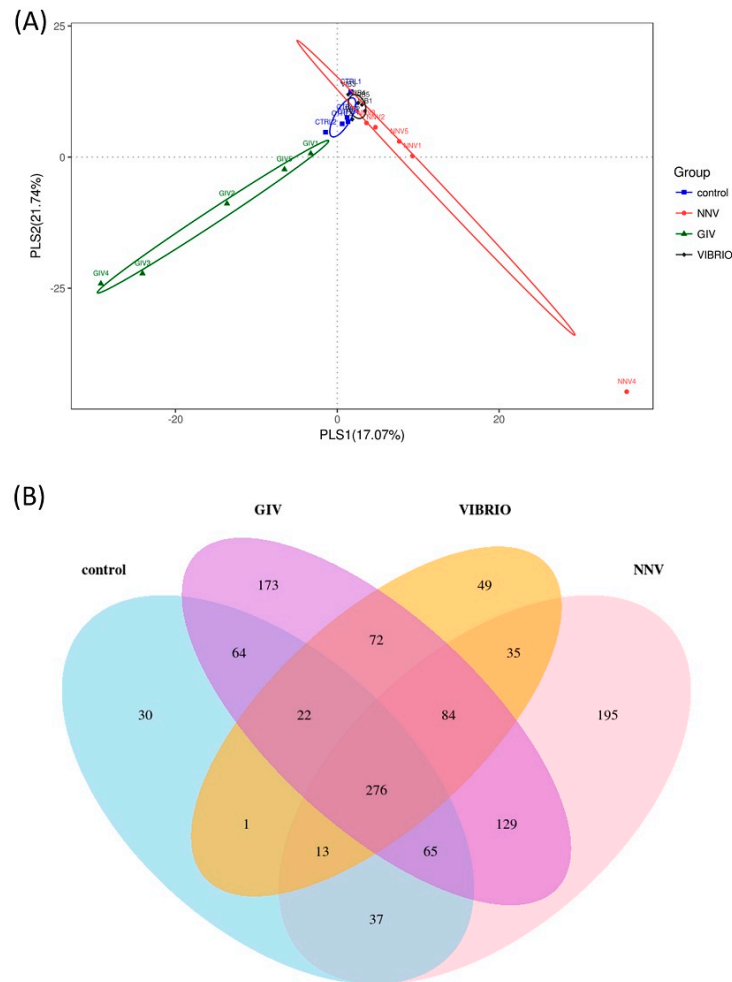 (A)
25
0
-25
PLS2(21.74%)
-20
0
20
PLS1(17.07%)
CTRL1
CTRL2
NNV2
NNV5
NNV1
NNV4
GIV1
GIV5
GIV2
GIV3
GIV4
Group
control
NNV
GIV
VIBRIO
(B)
GIV
VIBRIO
control
NNV
173
49
64
72
35
30
22
84
195
276
1
129
13
65
37